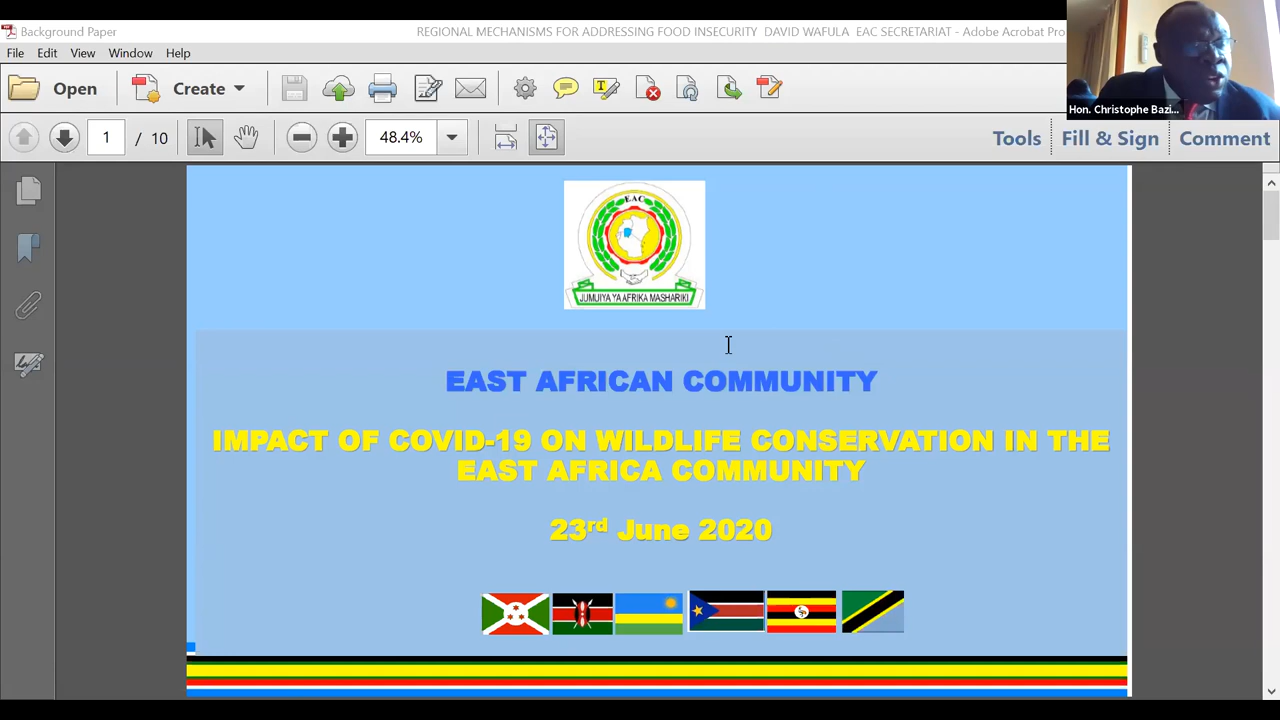 Background Paper
REGIONAL MECHANISMS FOR ADDRESSING FOOD INSECURITY DAVID WAFULA EAC SECRETARIAT - Adobe Acrobat Pro
File Edit View Window Help
Open Create
1 / 10 48.4% Tools Fill & Sign Comment
Hon. Christophe Bazi...
EAC
JUMUIYA YA AFRIKA MASHARIKI
EAST AFRICAN COMMUNITY
IMPACT OF COVID-19 ON WILDLIFE CONSERVATION IN THE
EAST AFRICA COMMUNITY
23rd June 2020